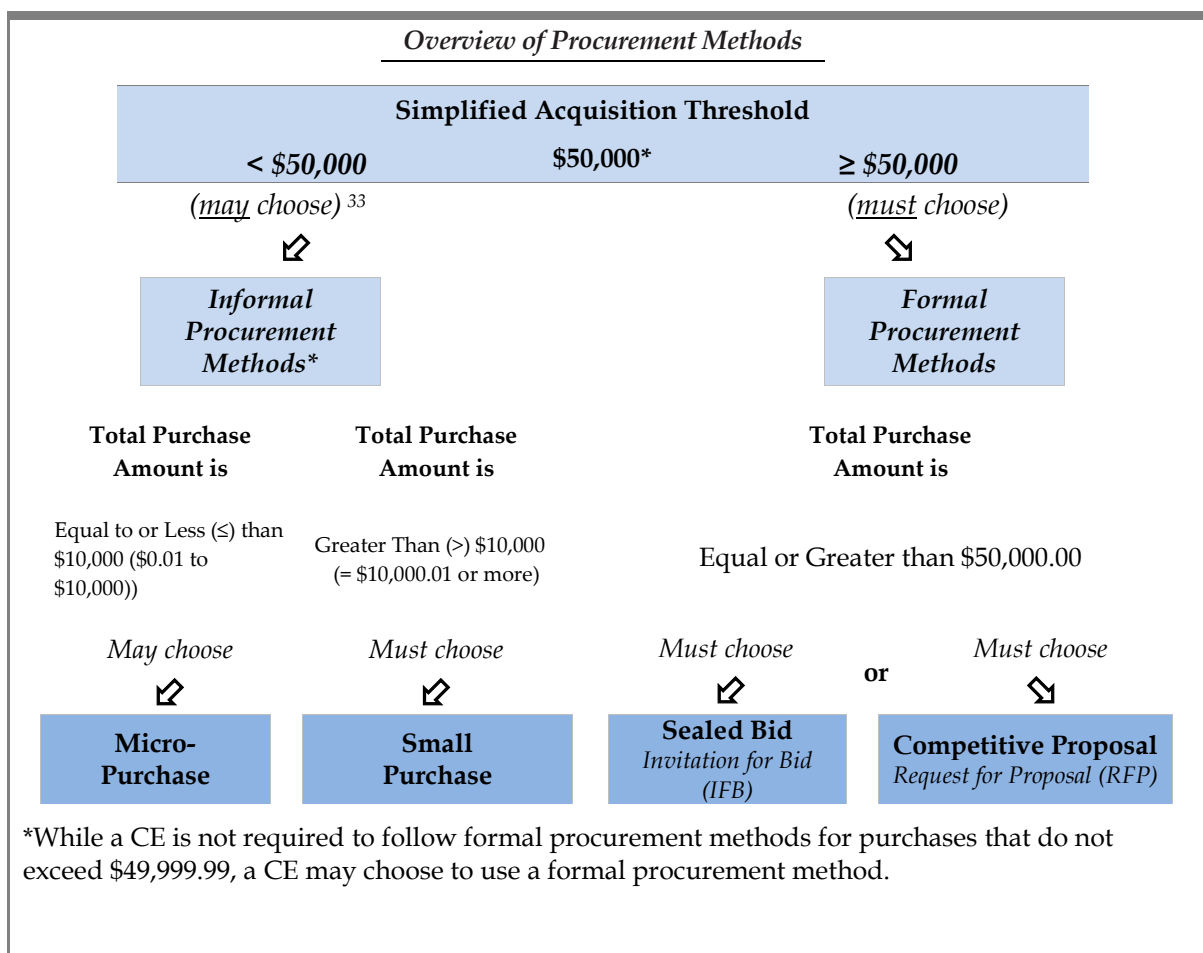 Overview of Procurement Methods
Simplified Acquisition Threshold
< $50,000 $50,000* ≥ $50,000
(may choose) 33 (must choose)
Informal
Procurement
Methods*
Formal
Procurement
Methods
Total Purchase
Amount is
Total Purchase
Amount is
Total Purchase
Amount is
Equal to or Less (≤) than
$10,000 ($0.01 to
$10,000))
Greater Than (>) $10,000
(= $10,000.01 or more)
Equal or Greater than $50,000.00
May choose
Must choose
Must choose
or
Must choose
Micro-
Purchase
Small
Purchase
Sealed Bid
Invitation for Bid
(IFB)
Competitive Proposal
Request for Proposal (RFP)
*While a CE is not required to follow formal procurement methods for purchases that do not
exceed $49,999.99, a CE may choose to use a formal procurement method.